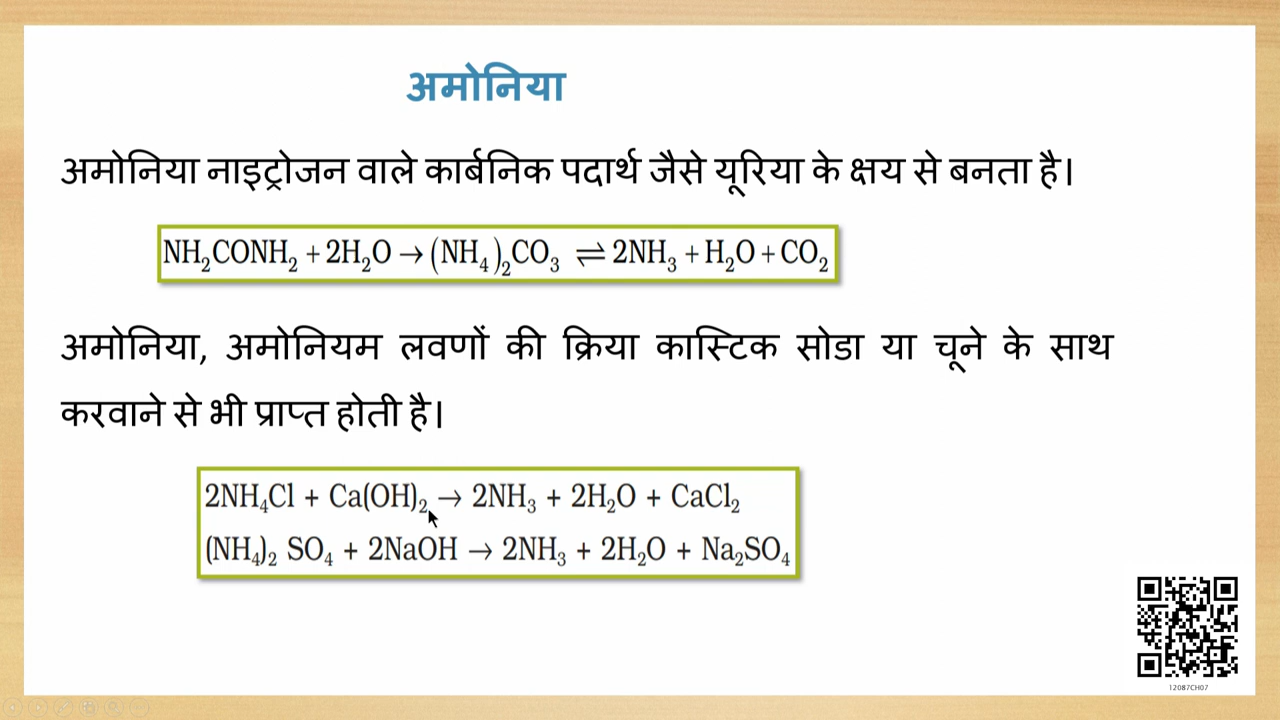 अमोनिया
अमोनिया नाइट्रोजन वाले कार्बनिक पदार्थ जैसे यूरिया के क्षय से बनता है।
NH₂CONH₂ + 2H₂O → (NH₄)₂CO₃ ⇌ 2NH₃ + H₂O + CO₂
अमोनिया, अमोनियम लवणों की क्रिया कास्टिक सोडा या चूने के साथ
करवाने से भी प्राप्त होती है।
2NH₄Cl + Ca(OH)₂ → 2NH₃ + 2H₂O + CaCl₂
(NH₄)₂ SO₄ + 2NaOH → 2NH₃ + 2H₂O + Na₂SO₄
12087CH07